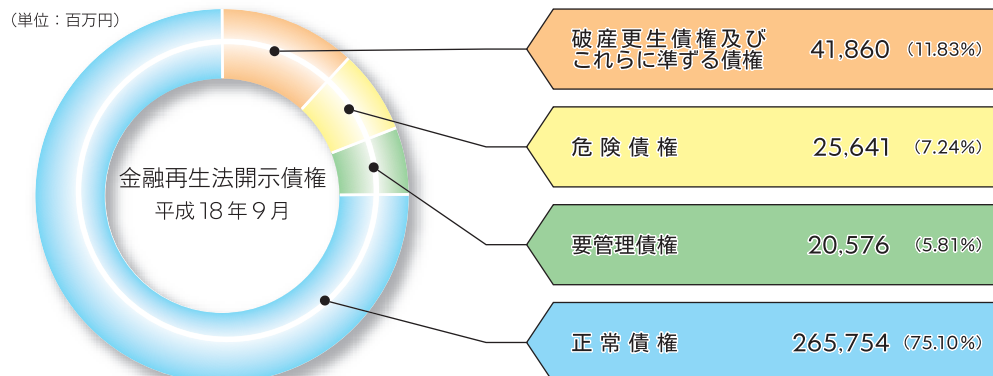 （単位：百万円）
金融再生法開示債権
平成18年9月
破産更生債権及び
これらに準ずる債権
41,860 （11.83%）
危険債権 25,641 （7.24%）
要管理債権 20,576 （5.81%）
正常債権 265,754 （75.10%）